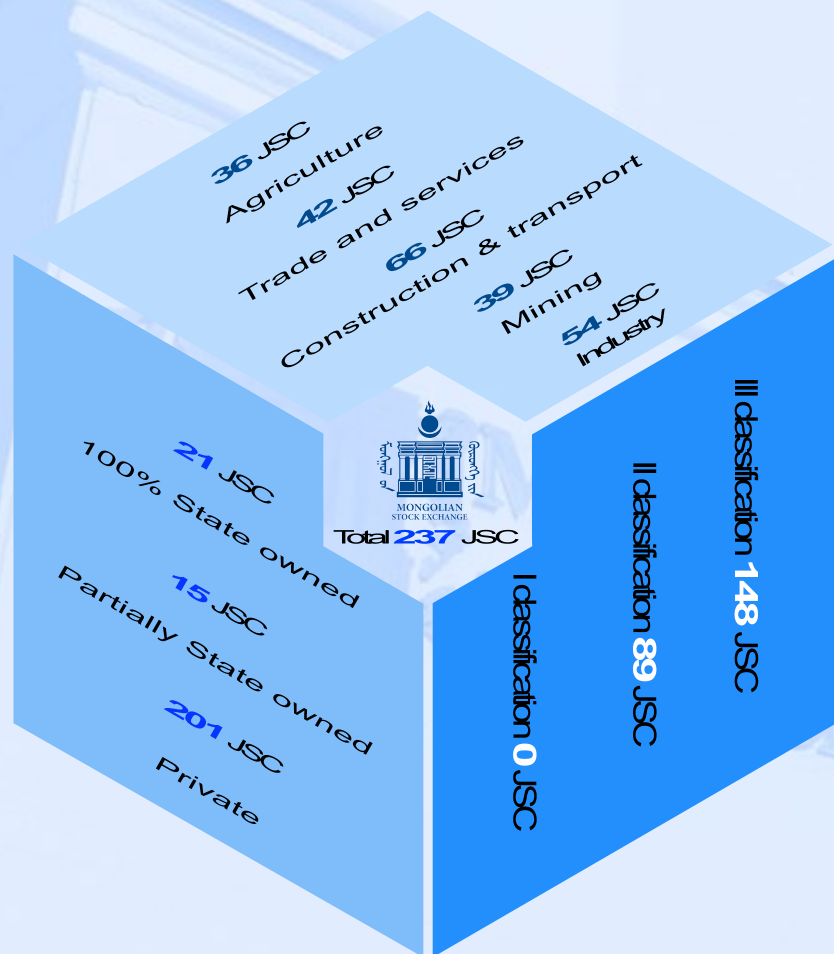 36 JSC
Agriculture
42 JSC
Trade and services
66 JSC
Construction & transport
39 JSC
Mining
54 JSC
Industry
MONGOLIAN
STOCK EXCHANGE
Total 237 JSC
21 JSC
100% State owned
15 JSC
Partially State owned
201 JSC
Private
I classification 0 JSC
II classification 89 JSC
III classification 148 JSC